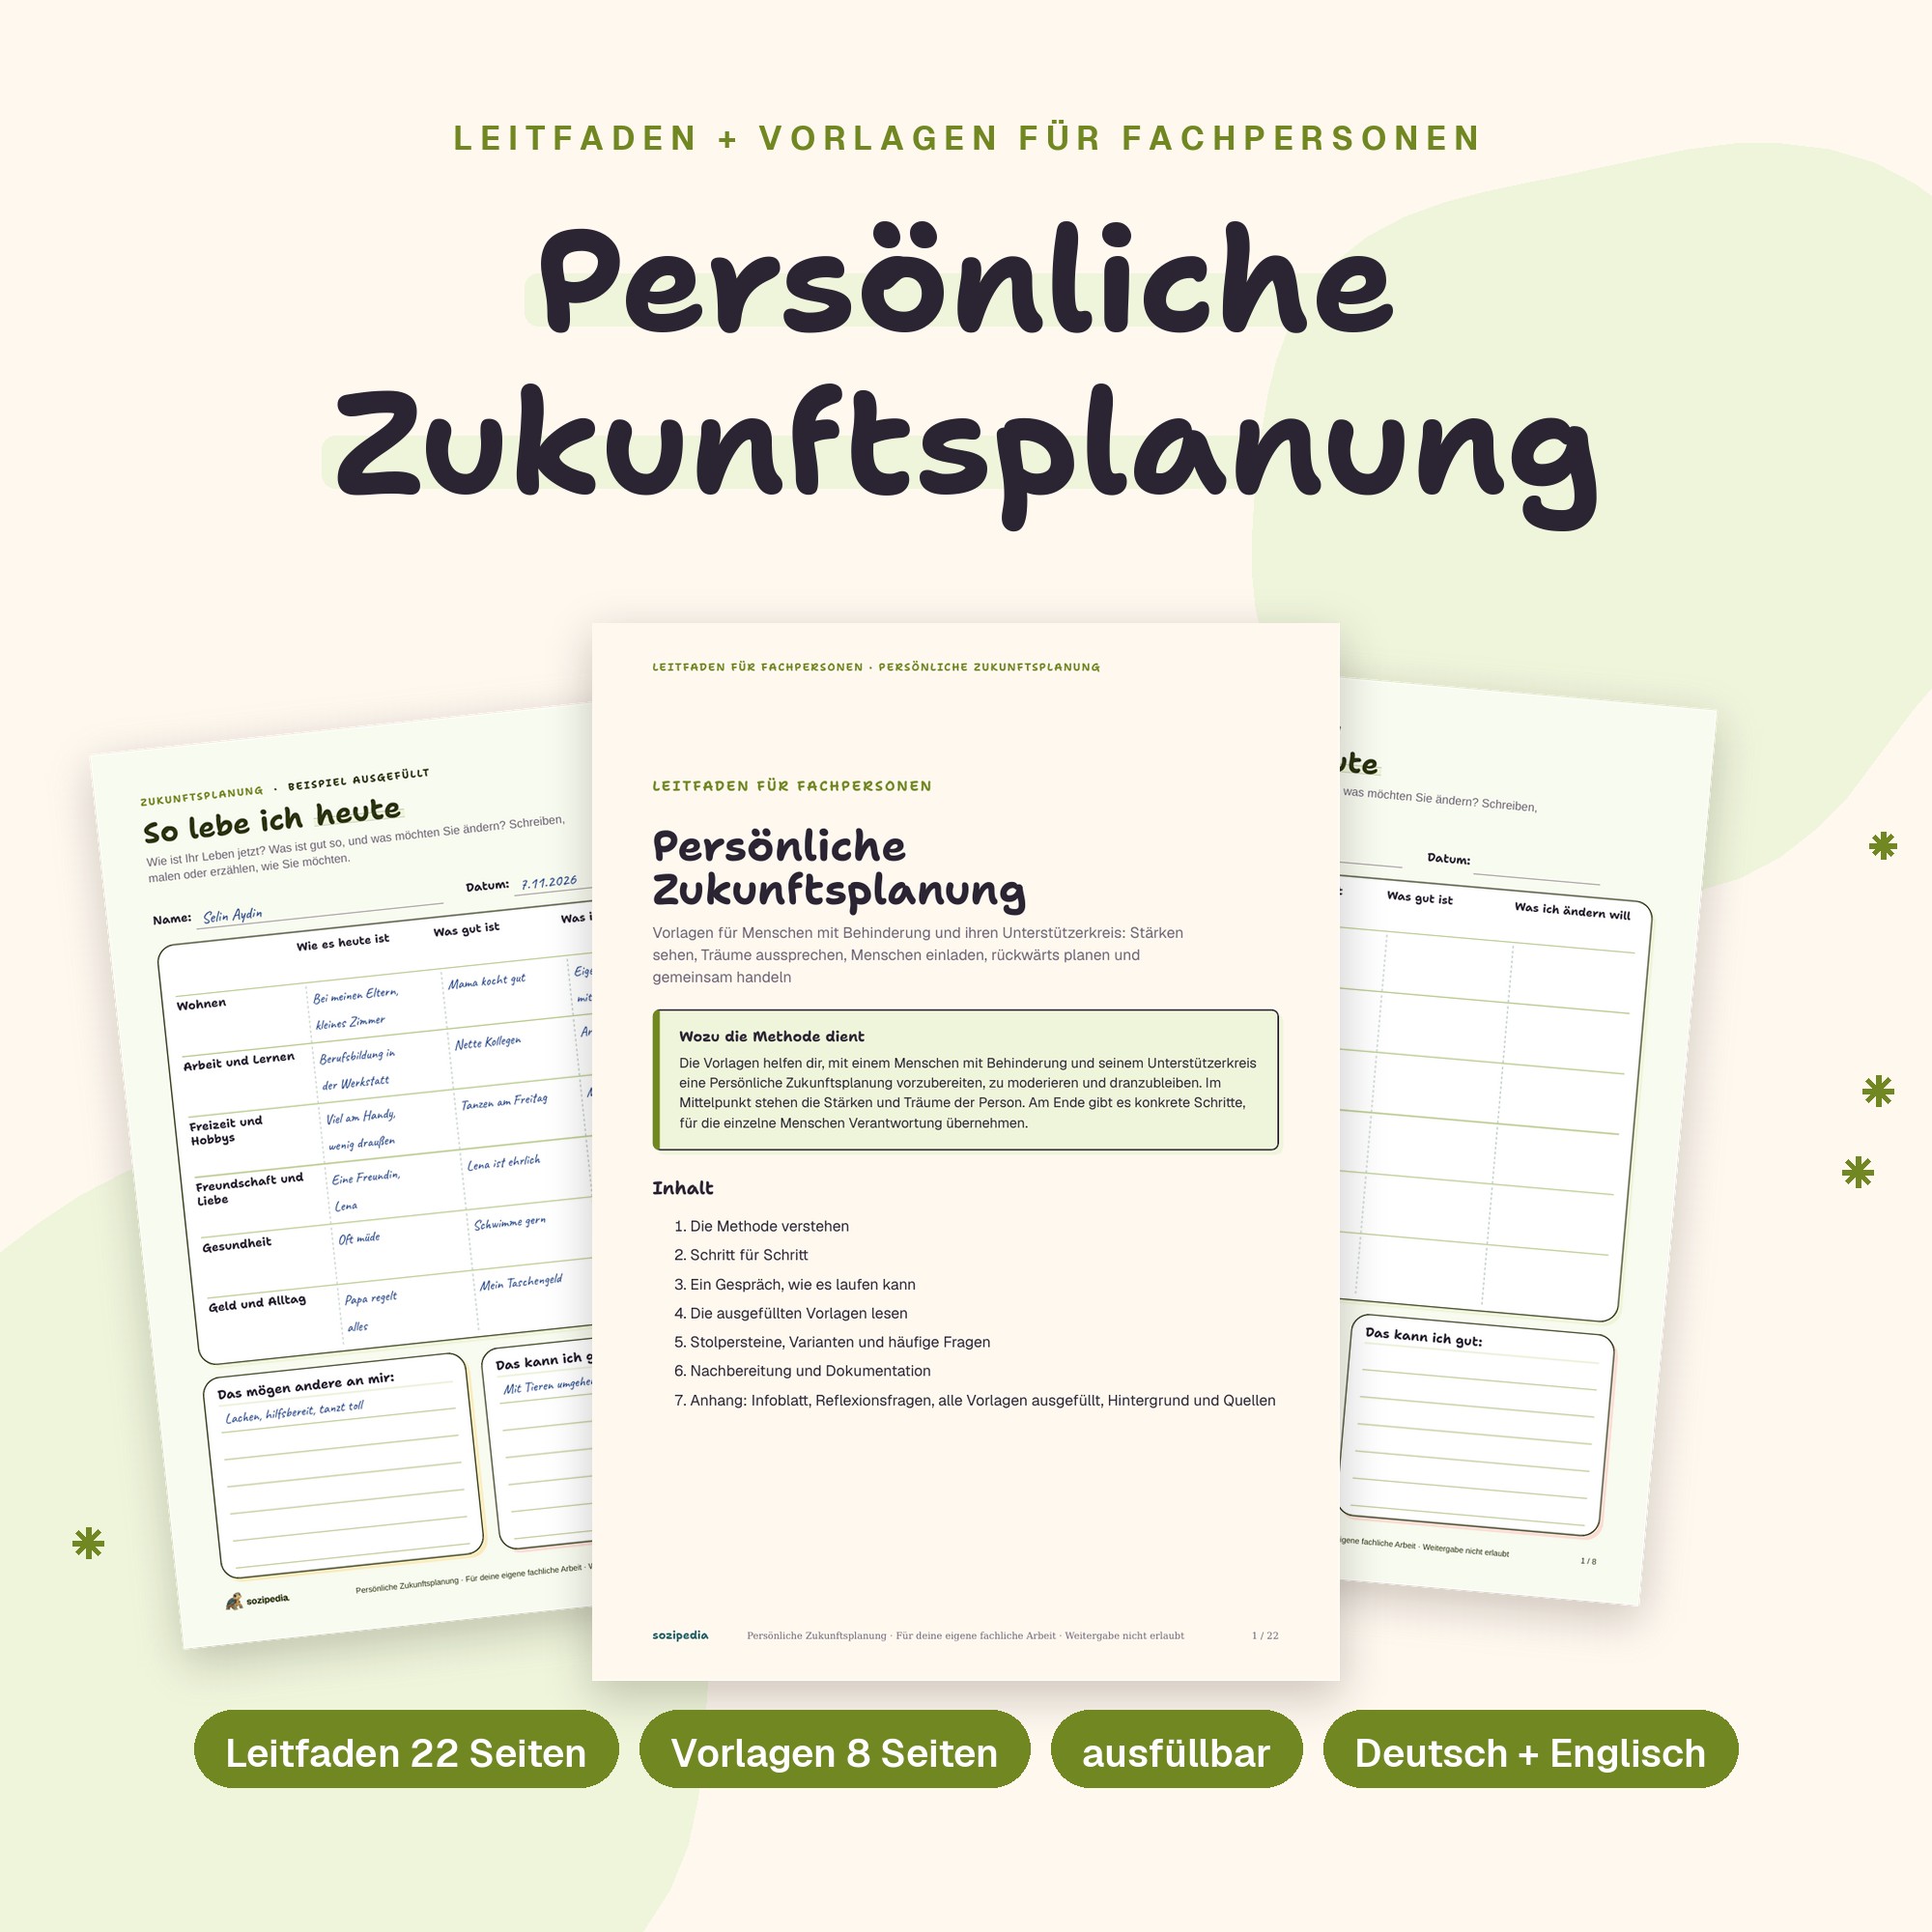 LEITFADEN + VORLAGEN FÜR FACHPERSONEN
Persönliche
Zukunftsplanung
ZUKUNFTSPLANUNG · BEISPIEL AUSGEFÜLLT
So lebe ich heute
Wie ist Ihr Leben jetzt? Was ist gut so, und was möchten Sie ändern? Schreiben,
malen oder erzählen, wie Sie möchten.
Name: Selin Aydin
Datum: 7.11.2026
Wie es heute ist
Was gut ist
Was
Wohnen
Bei meinen Eltern,
kleines Zimmer
Mama kocht gut
Arbeit und Lernen
Berufsbildung in
der Werkstatt
Nette Kollegen
Freizeit und
Hobbys
Viel am Handy,
wenig draußen
Tanzen am Freitag
Freundschaft und
Liebe
Eine Freundin,
Lena
Lena ist ehrlich
Gesundheit
Oft müde
Schwimme gern
Geld und Alltag
Papa regelt
alles
Mein Taschengeld
Das mögen andere an mir:
Lachen, hilfsbereit, tanzt toll
Das kann ich
Mit Tieren
sozipedia
Persönliche Zukunftsplanung · Für deine eigene fachliche Arbeit ·
LEITFADEN FÜR FACHPERSONEN · PERSÖNLICHE ZUKUNFTSPLANUNG
LEITFADEN FÜR FACHPERSONEN
Persönliche
Zukunftsplanung
Vorlagen für Menschen mit Behinderung und ihren Unterstützerkreis: Stärken
sehen, Träume aussprechen, Menschen einladen, rückwärts planen und
gemeinsam handeln
Wozu die Methode dient
Die Vorlagen helfen dir, mit einem Menschen mit Behinderung und seinem Unterstützerkreis
eine Persönliche Zukunftsplanung vorzubereiten, zu moderieren und dranzubleiben. Im
Mittelpunkt stehen die Stärken und Träume der Person. Am Ende gibt es konkrete Schritte,
für die einzelne Menschen Verantwortung übernehmen.
Inhalt
1. Die Methode verstehen
2. Schritt für Schritt
3. Ein Gespräch, wie es laufen kann
4. Die ausgefüllten Vorlagen lesen
5. Stolpersteine, Varianten und häufige Fragen
6. Nachbereitung und Dokumentation
7. Anhang: Infoblatt, Reflexionsfragen, alle Vorlagen ausgefüllt, Hintergrund und Quellen
sozipedia
Persönliche Zukunftsplanung · Für deine eigene fachliche Arbeit · Weitergabe nicht erlaubt
1 / 22
was möchten Sie ändern? Schreiben,
Datum:
Was gut ist
Was ich ändern will
Das kann ich gut:
fachliche Arbeit · Weitergabe nicht erlaubt
1 / 8
Leitfaden 22 Seiten
Vorlagen 8 Seiten
ausfüllbar
Deutsch + Englisch